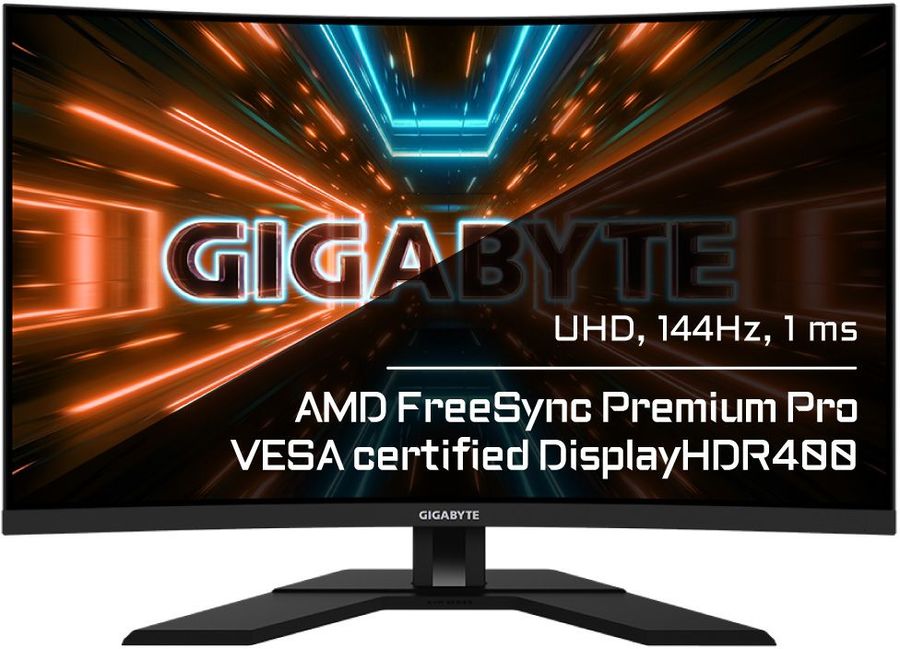 GIGABYTE
UHD, 144Hz, 1 ms
AMD FreeSync Premium Pro
VESA certified DisplayHDR400
GIGABYTE